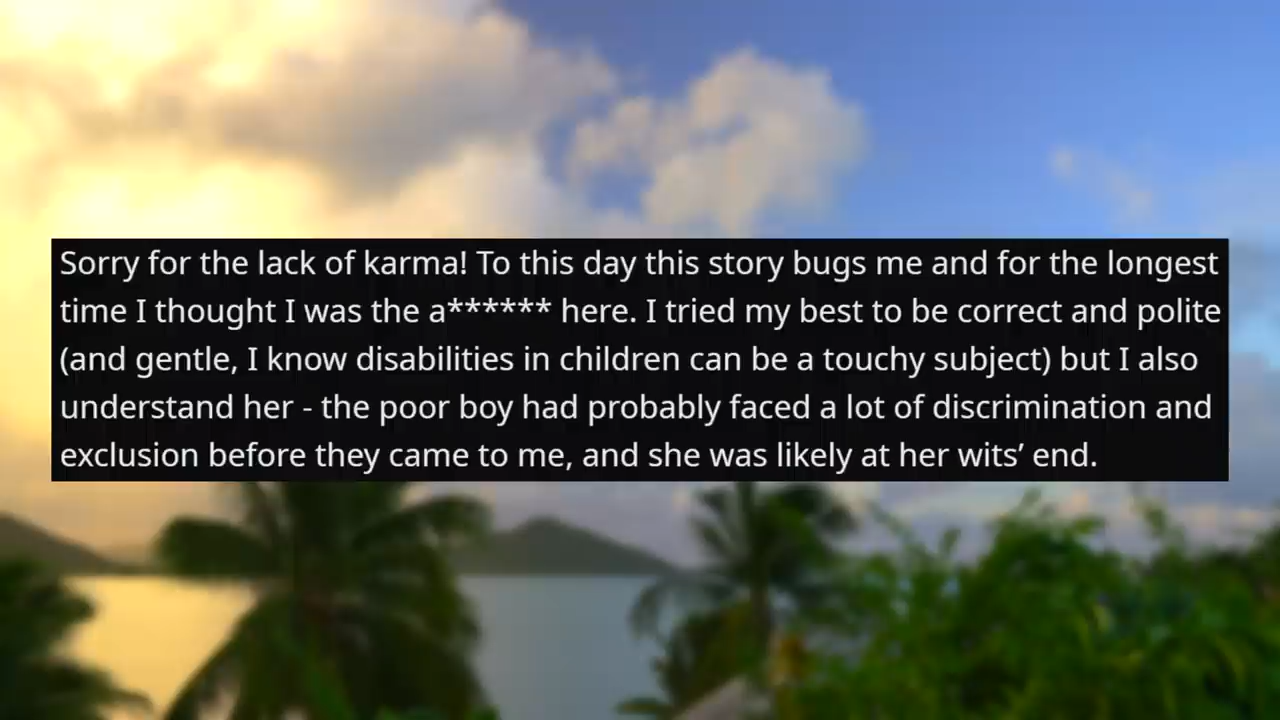 Sorry for the lack of karma! To this day this story bugs me and for the longest
time I thought I was the a****** here. I tried my best to be correct and polite
(and gentle, I know disabilities in children can be a touchy subject) but I also
understand her - the poor boy had probably faced a lot of discrimination and
exclusion before they came to me, and she was likely at her wits’ end.